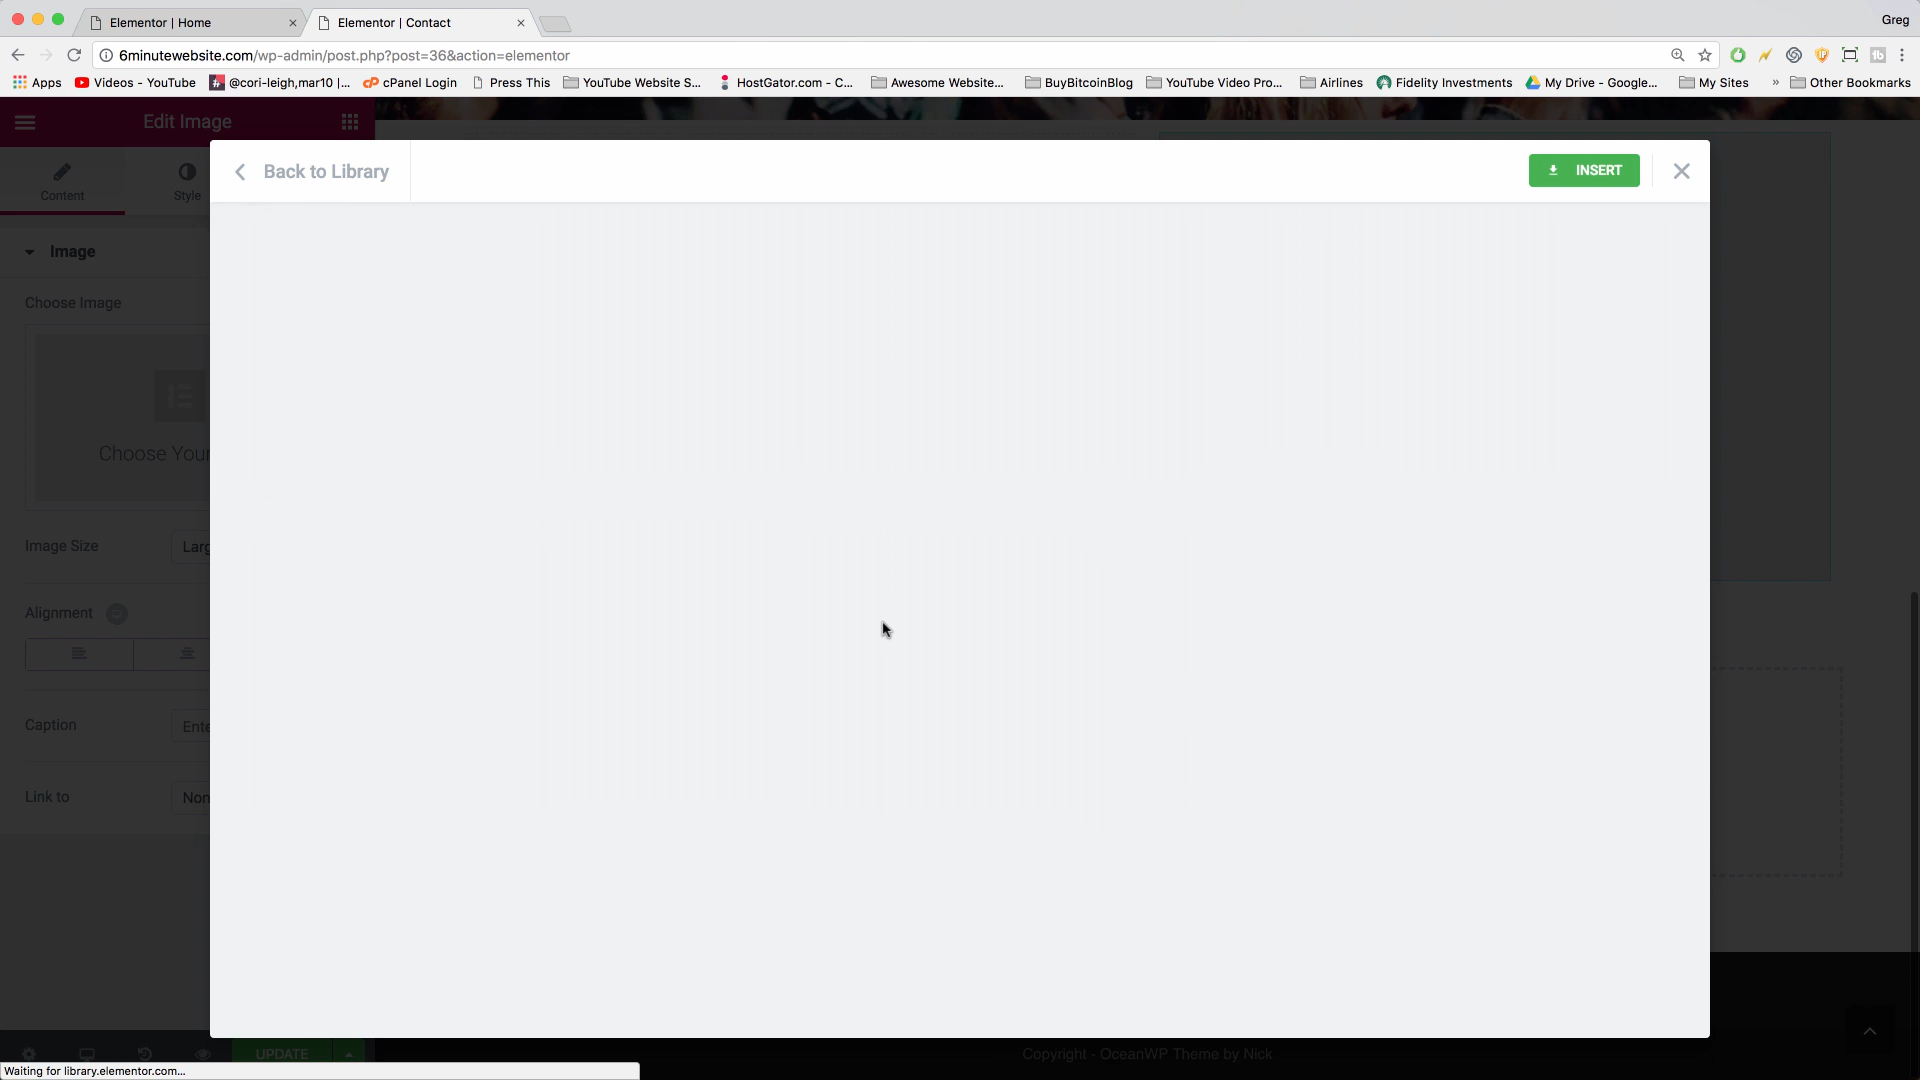 Elementor | Home
Elementor | Contact
Greg
6minutewebsite.com/wp-admin/post.php?post=36&action=elementor
Apps
Videos - YouTube
@cori-leigh,mar10 |...
cPanel Login
Press This
YouTube Website S...
HostGator.com - C...
Awesome Website...
BuyBitcoinBlog
YouTube Video Pro...
Airlines
Fidelity Investments
My Drive - Google...
My Sites
»
Other Bookmarks
Edit Image
Content
Style
Back to Library
INSERT
Image
Choose Image
Choose Your
Image Size
Larg
Alignment
Caption
Ente
Link to
Non
UPDATE
Copyright - OceanWP Theme by Nick
Waiting for library.elementor.com...